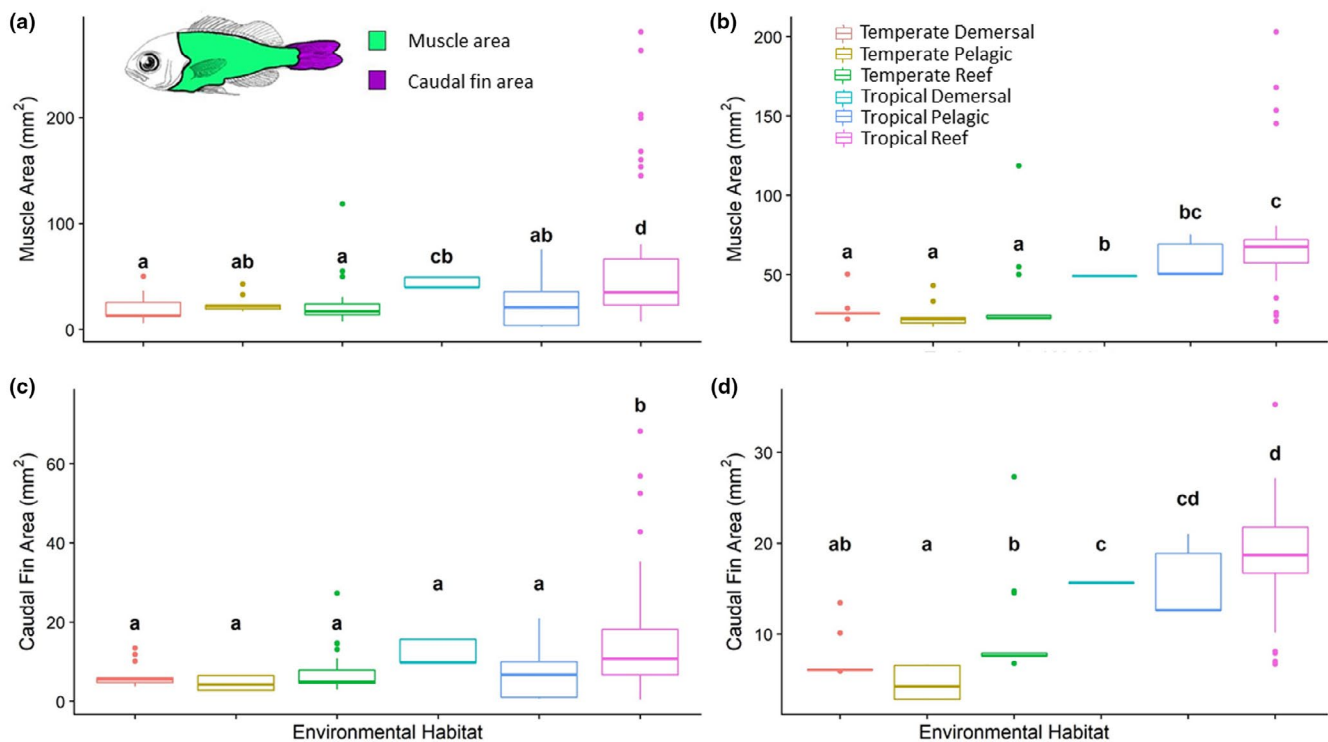 (a)
Muscle area
Caudal fin area
Muscle Area (mm²)
200
100
0
a
ab
a
cb
ab
d
(b)
Temperate Demersal
Temperate Pelagic
Temperate Reef
Tropical Demersal
Tropical Pelagic
Tropical Reef
Muscle Area (mm²)
200
150
100
50
a
a
a
b
bc
c
(c)
Caudal Fin Area (mm²)
60
40
20
0
a
a
a
a
a
b
Environmental Habitat
(d)
Caudal Fin Area (mm²)
30
20
10
ab
a
b
c
cd
d
Environmental Habitat